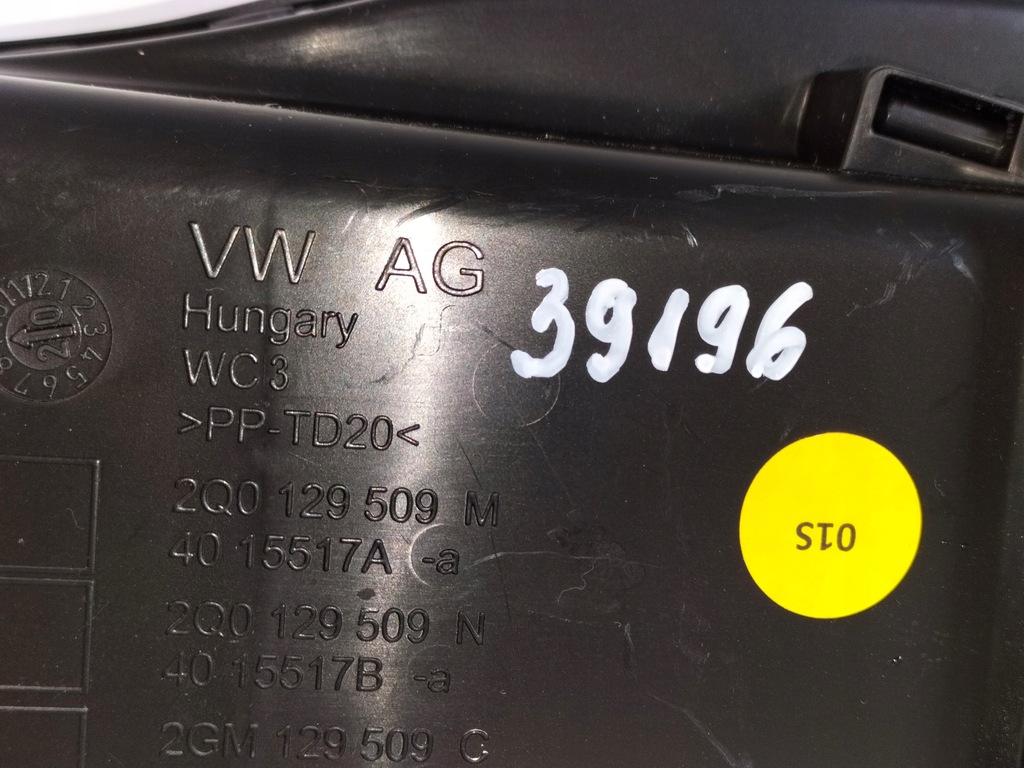 VW AG
39196
Hungary
WC3
>PP-TD20<
2Q0 129 509 M
40 15517A -a
01S
2Q0 129 509 N
40 15517B -a
2GM 129 509 C